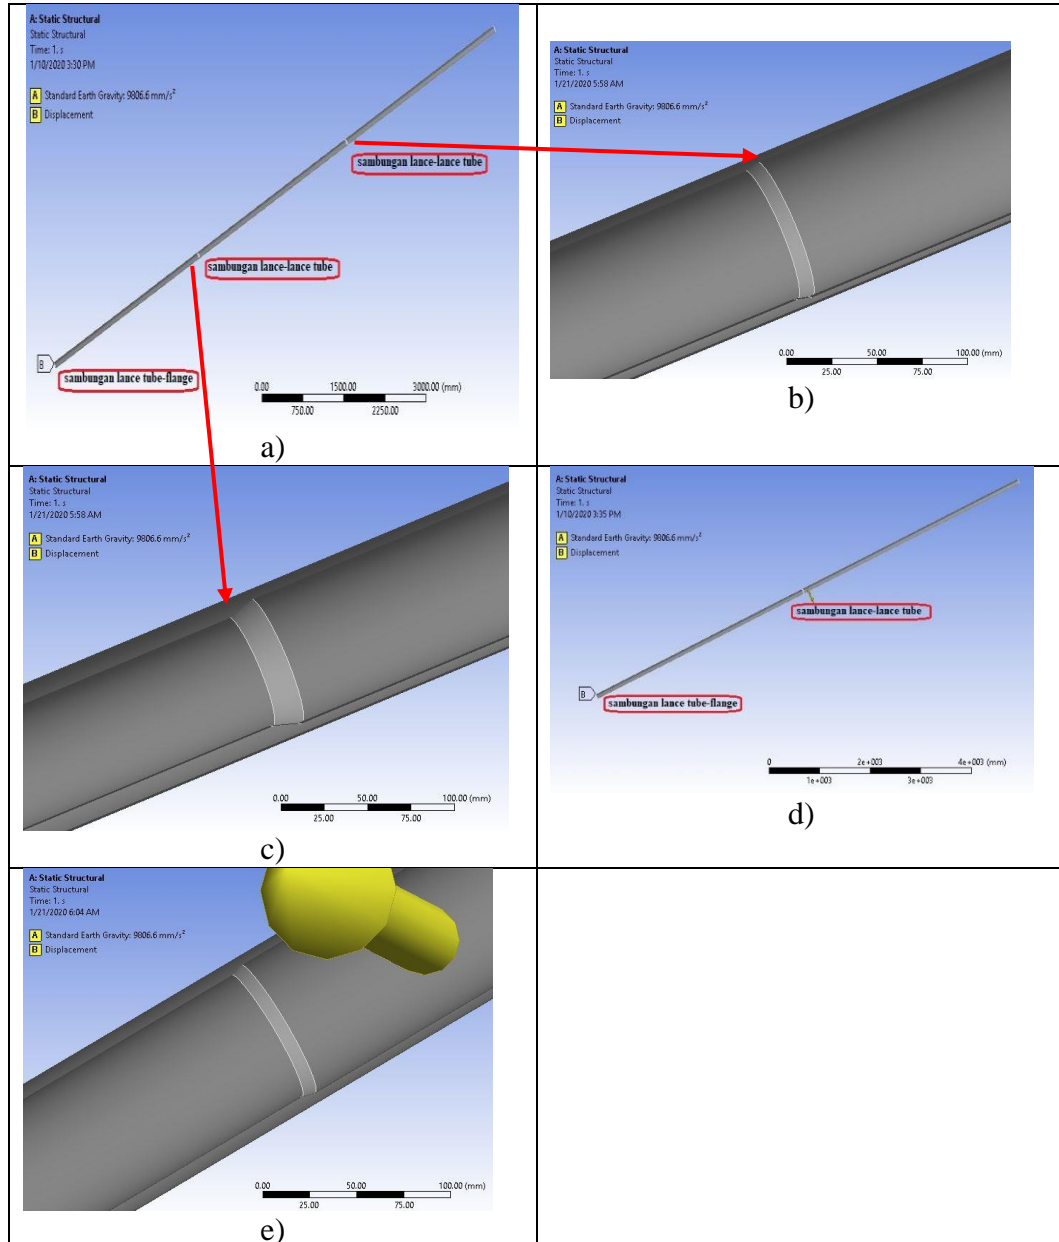 A: Static Structural
Static Structural
Time: 1. s
1/10/2020 3:30 PM
A Standard Earth Gravity: 9806.6 mm/s²
B Displacement
sambungan lance-lance tube
sambungan lance-lance tube
B
sambungan lance tube-flange
0.00 1500.00 3000.00 (mm)
750.00 2250.00
a)
A: Static Structural
Static Structural
Time: 1. s
1/21/2020 5:58 AM
A Standard Earth Gravity: 9806.6 mm/s²
B Displacement
0.00 50.00 100.00 (mm)
25.00 75.00
b)
A: Static Structural
Static Structural
Time: 1. s
1/21/2020 5:58 AM
A Standard Earth Gravity: 9806.6 mm/s²
B Displacement
0.00 50.00 100.00 (mm)
25.00 75.00
c)
A: Static Structural
Static Structural
Time: 1. s
1/10/2020 3:35 PM
A Standard Earth Gravity: 9806.6 mm/s²
B Displacement
sambungan lance-lance tube
B
sambungan lance tube-flange
0 2e+003 4e+003 (mm)
1e+003 3e+003
d)
A: Static Structural
Static Structural
Time: 1. s
1/21/2020 6:04 AM
A Standard Earth Gravity: 9806.6 mm/s²
B Displacement
0.00 50.00 100.00 (mm)
25.00 75.00
e)